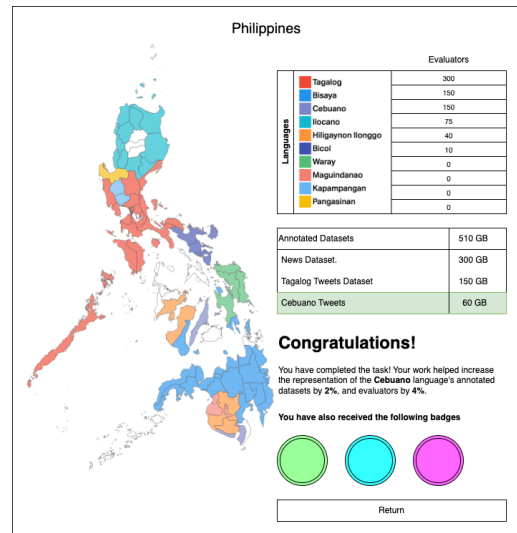 Philippines
Evaluators
Languages
Tagalog 300
Bisaya 150
Cebuano 150
Ilocano 75
Hiligaynon Ilonggo 40
Bicol 10
Waray 0
Maguindanao 0
Kapampangan 0
Pangasinan 0
Annotated Datasets 510 GB
News Dataset. 300 GB
Tagalog Tweets Dataset 150 GB
Cebuano Tweets 60 GB
Congratulations!
You have completed the task! Your work helped increase
the representation of the Cebuano language's annotated
datasets by 2%, and evaluators by 4%.
You have also received the following badges
Return